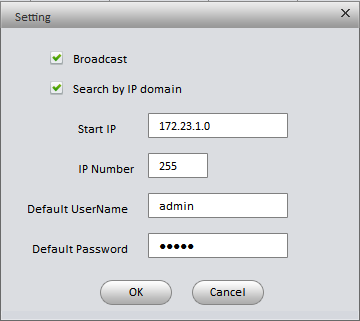 Setting
Broadcast
Search by IP domain
Start IP 172.23.1.0
IP Number 255
Default UserName admin
Default Password ●●●●●
OK Cancel